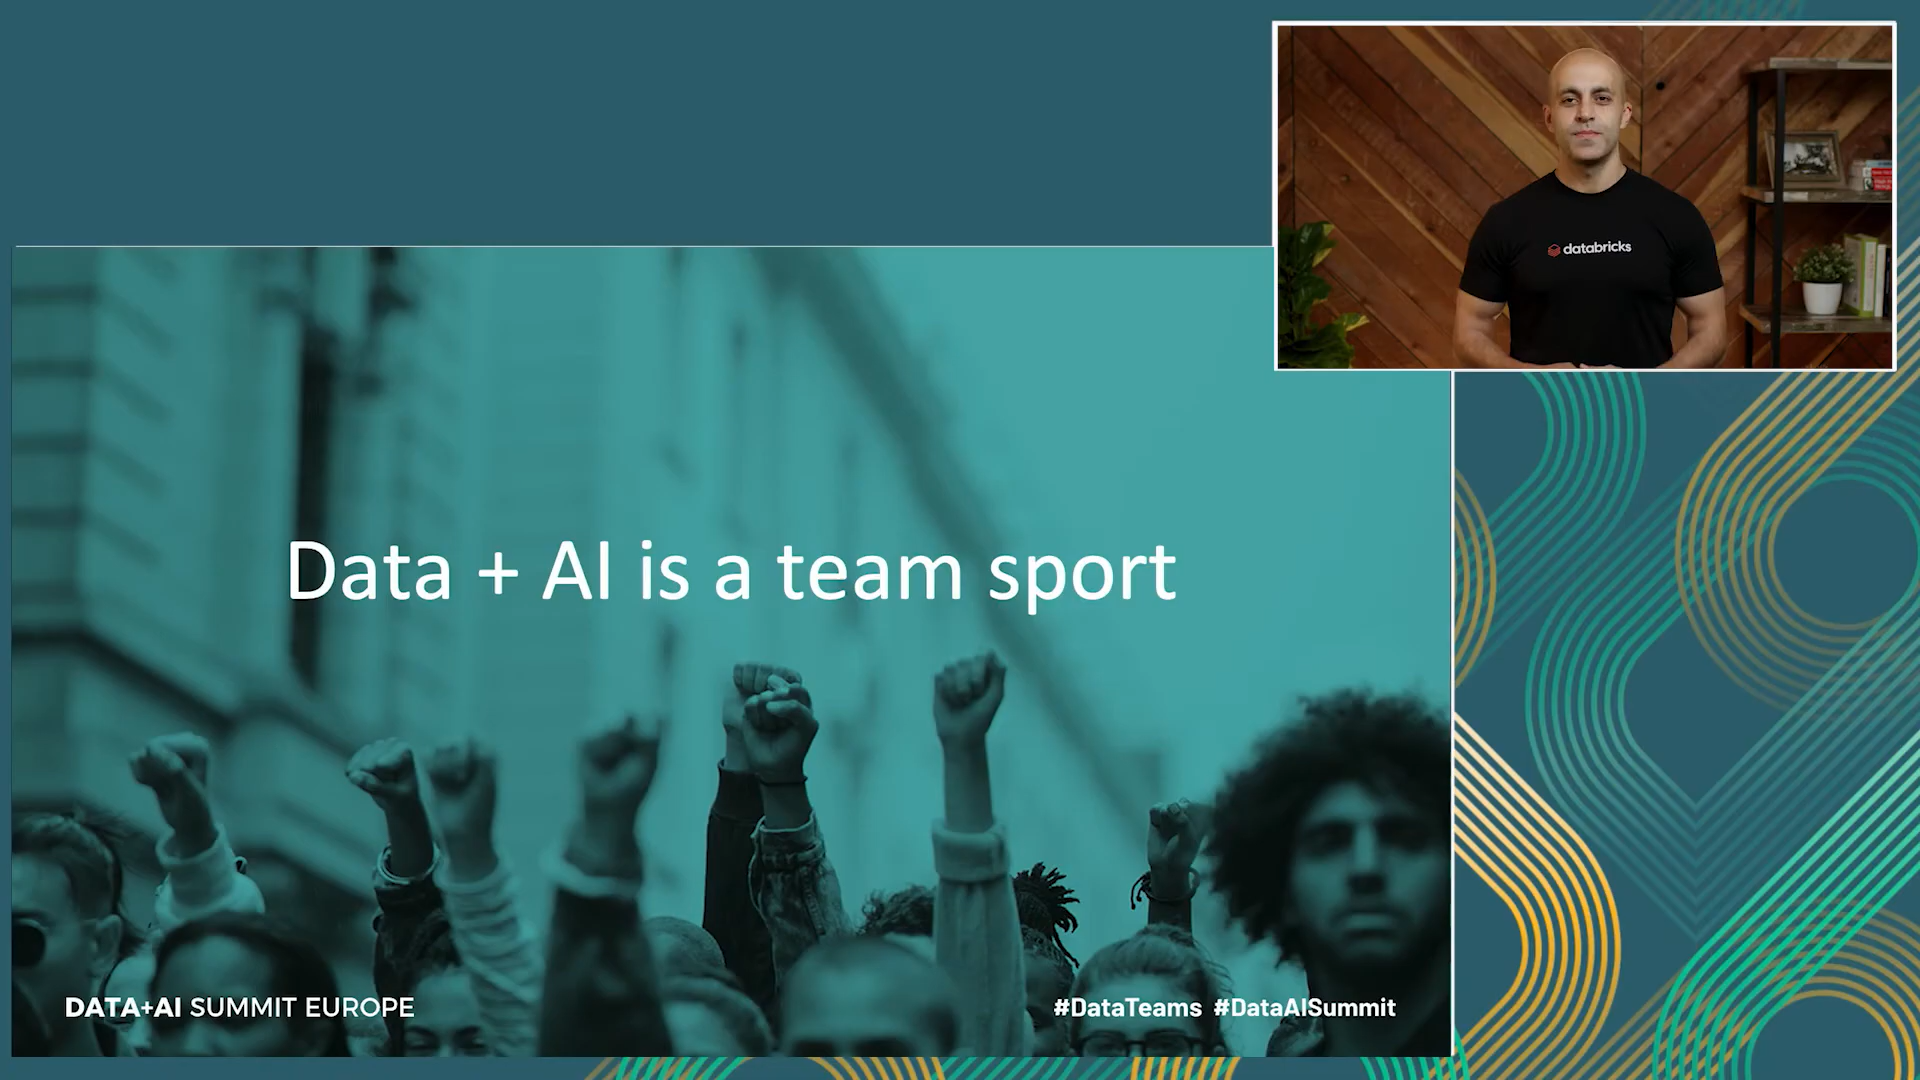 databricks
Data + AI is a team sport
DATA+AI SUMMIT EUROPE
#DataTeams #DataAISummit